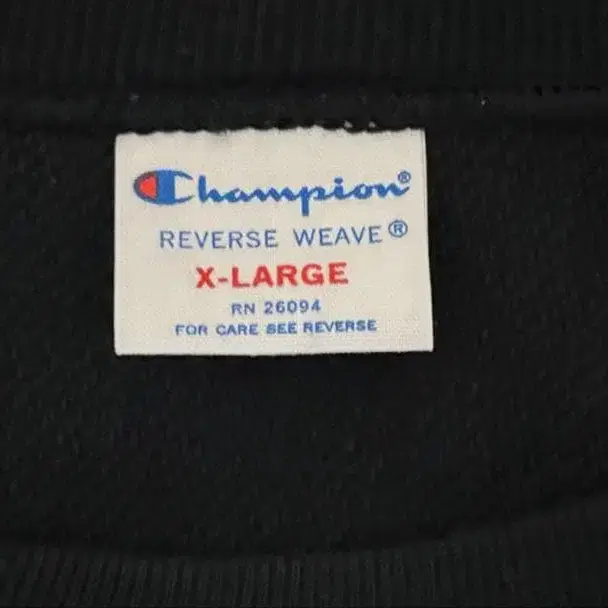 Champion®
REVERSE WEAVE®
X-LARGE
RN 26094
FOR CARE SEE REVERSE